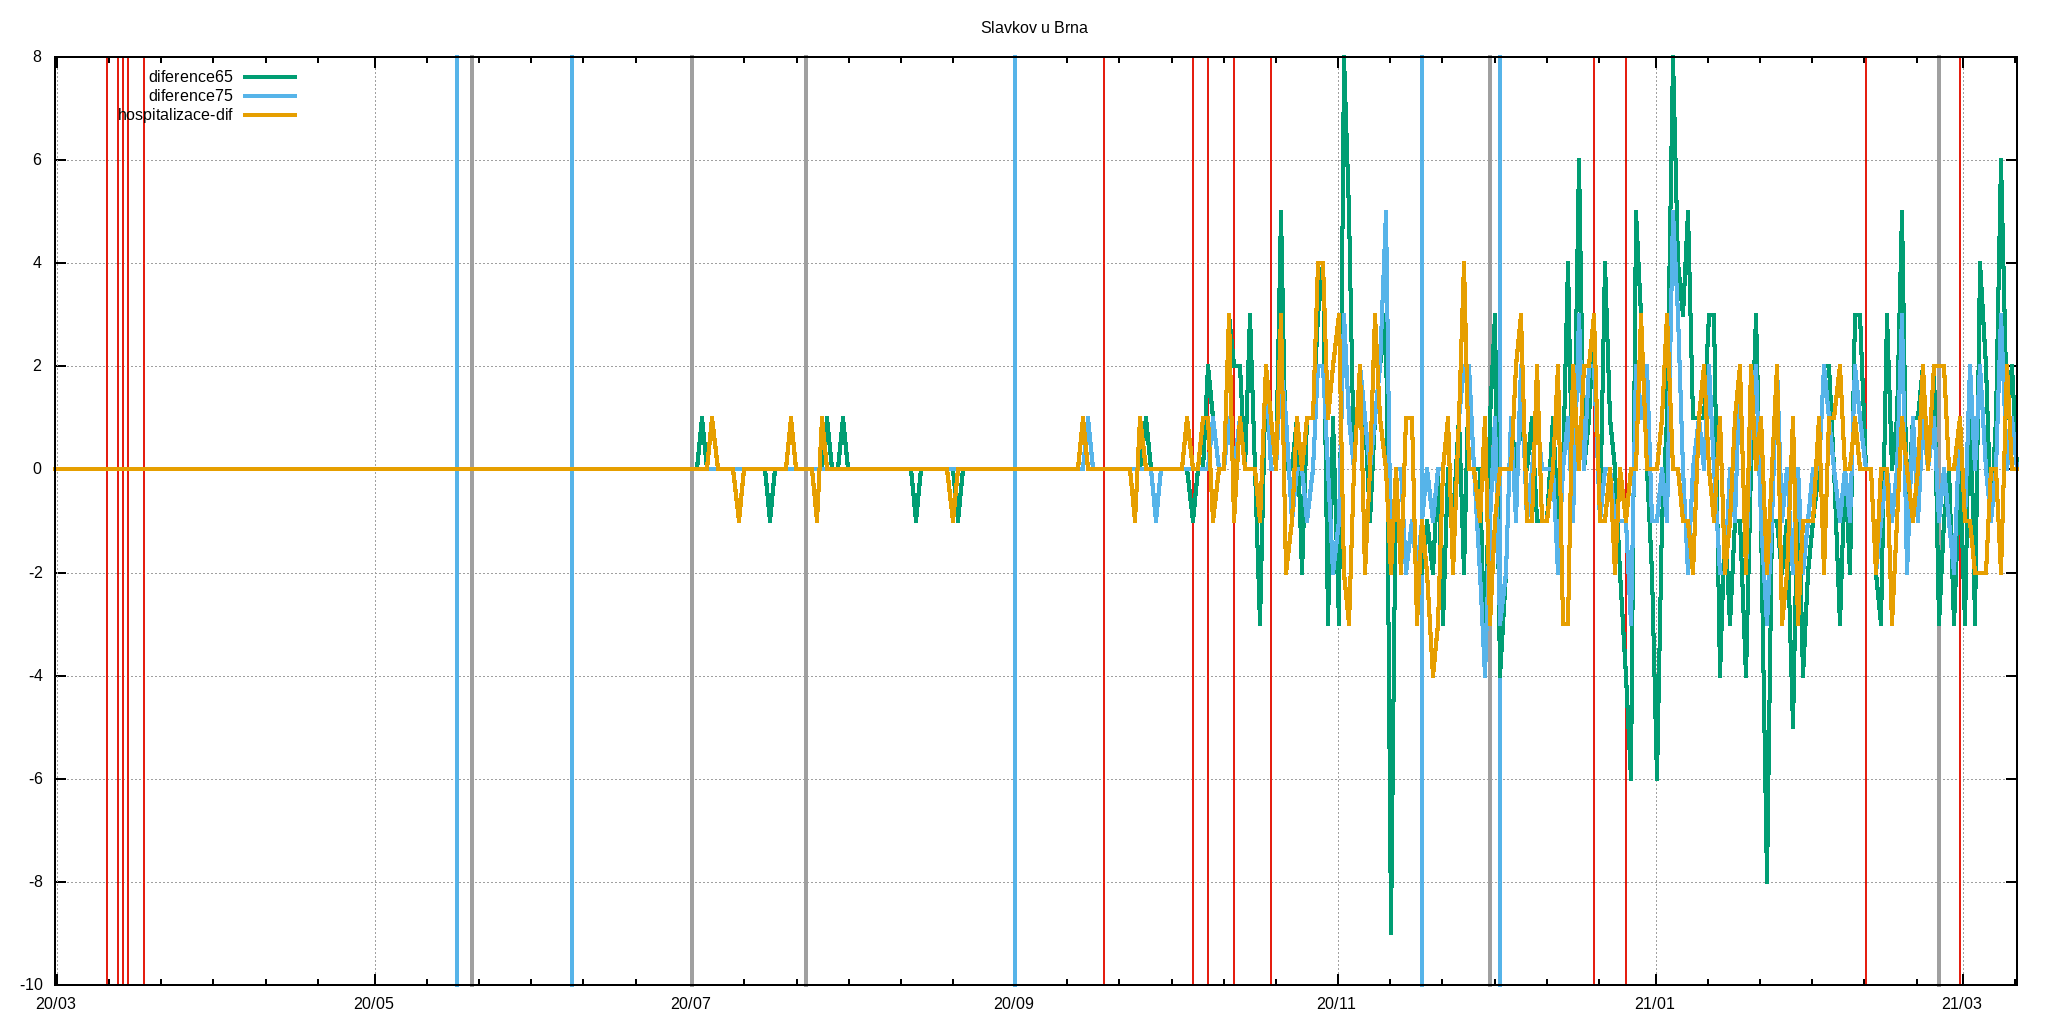 Slavkov u Brna
8
diference65
diference75
hospitalizace-dif
6
4
2
0
-2
-4
-6
-8
-10
20/03 20/05 20/07 20/09 20/11 21/01 21/03